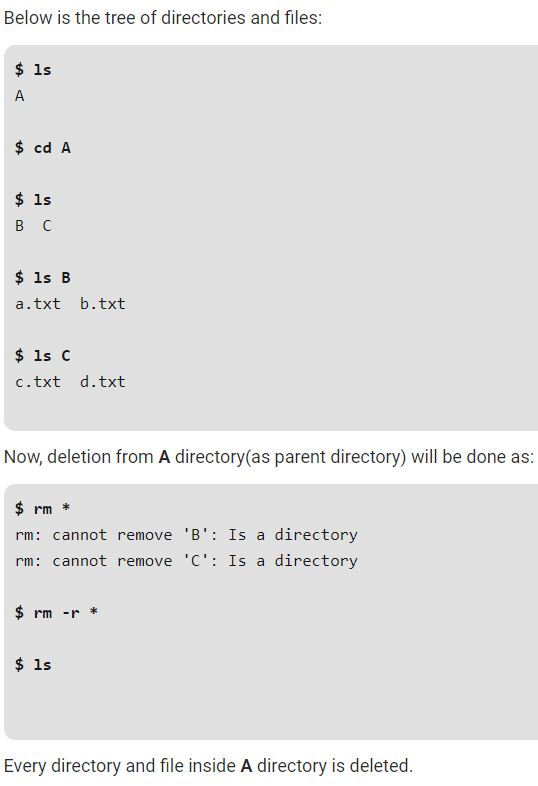 Below is the tree of directories and files:
$ ls
A
$ cd A
$ ls
B  C
$ ls B
a.txt  b.txt
$ ls C
c.txt  d.txt
Now, deletion from A directory(as parent directory) will be done as:
$ rm *
rm: cannot remove 'B': Is a directory
rm: cannot remove 'C': Is a directory
$ rm -r *
$ ls
Every directory and file inside A directory is deleted.